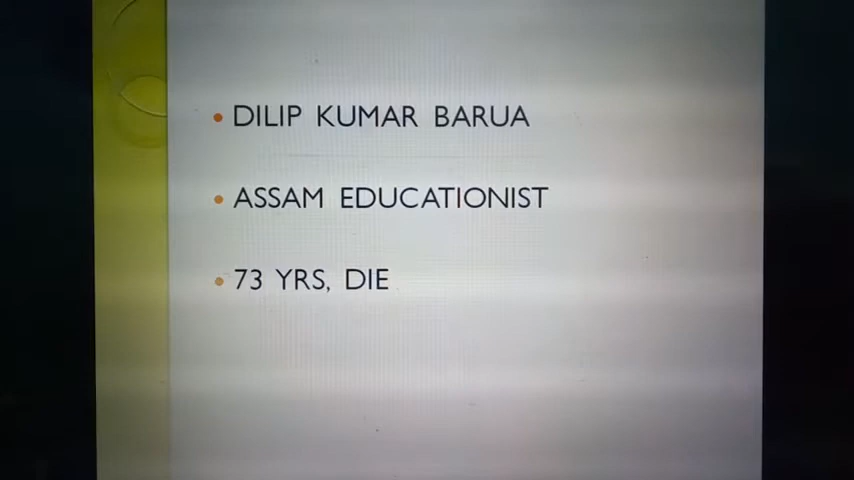 DILIP KUMAR BARUA
ASSAM EDUCATIONIST
73 YRS, DIE